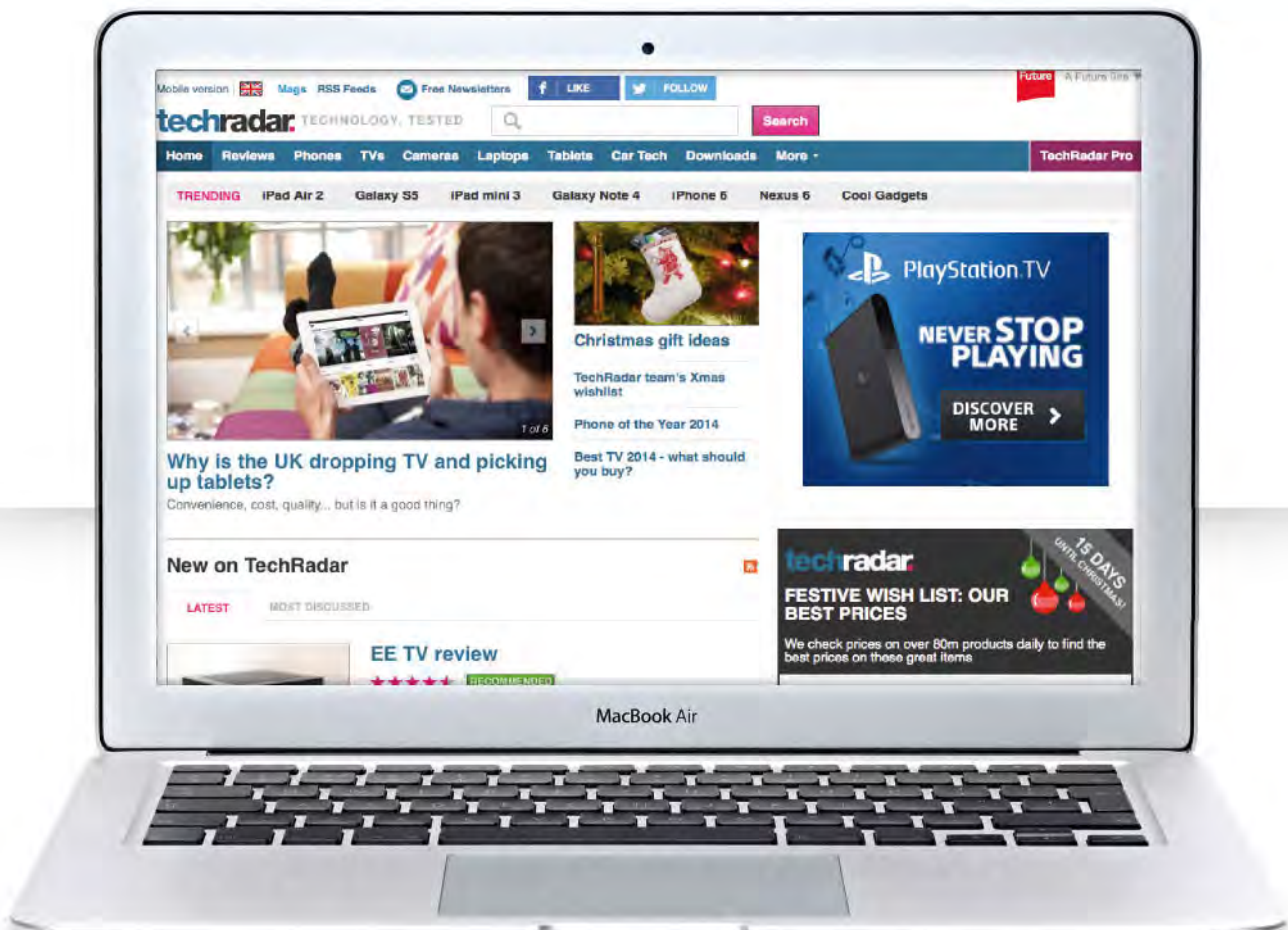 Mobile version Mags RSS Feeds Free Newsletters f LIKE FOLLOW Future A Future Site
techradar. TECHNOLOGY, TESTED Search
Home Reviews Phones TVs Cameras Laptops Tablets Car Tech Downloads More TechRadar Pro
TRENDING iPad Air 2 Galaxy S5 iPad mini 3 Galaxy Note 4 iPhone 6 Nexus 6 Cool Gadgets
1 of 6
Why is the UK dropping TV and picking
up tablets?
Convenience, cost, quality... but is it a good thing?
Christmas gift ideas
TechRadar team's Xmas
wishlist
Phone of the Year 2014
Best TV 2014 - what should
you buy?
PlayStation.TV
NEVER STOP
PLAYING
DISCOVER
MORE
New on TechRadar
LATEST MOST DISCUSSED
EE TV review
RECOMMENDED
techradar.
15 DAYS
UNTIL CHRISTMAS!
FESTIVE WISH LIST: OUR
BEST PRICES
We check prices on over 80m products daily to find the
best prices on these great items
MacBook Air